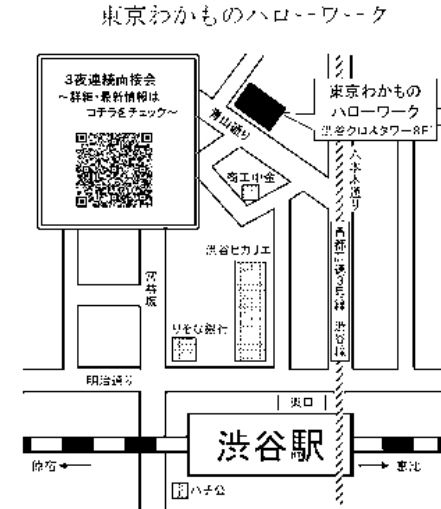 東京わかものハローワーク
3夜連続面接会
～詳細・最新情報は
コチラをチェック～
青山通り
東京わかもの
ハローワーク
渋谷クロスタワー8F
六本木通り
商工中金
渋谷ヒカリエ
宮益坂
首都高速3号線 渋谷線
りそな銀行
明治通り
東口
渋谷駅
原宿
恵比
ハチ公